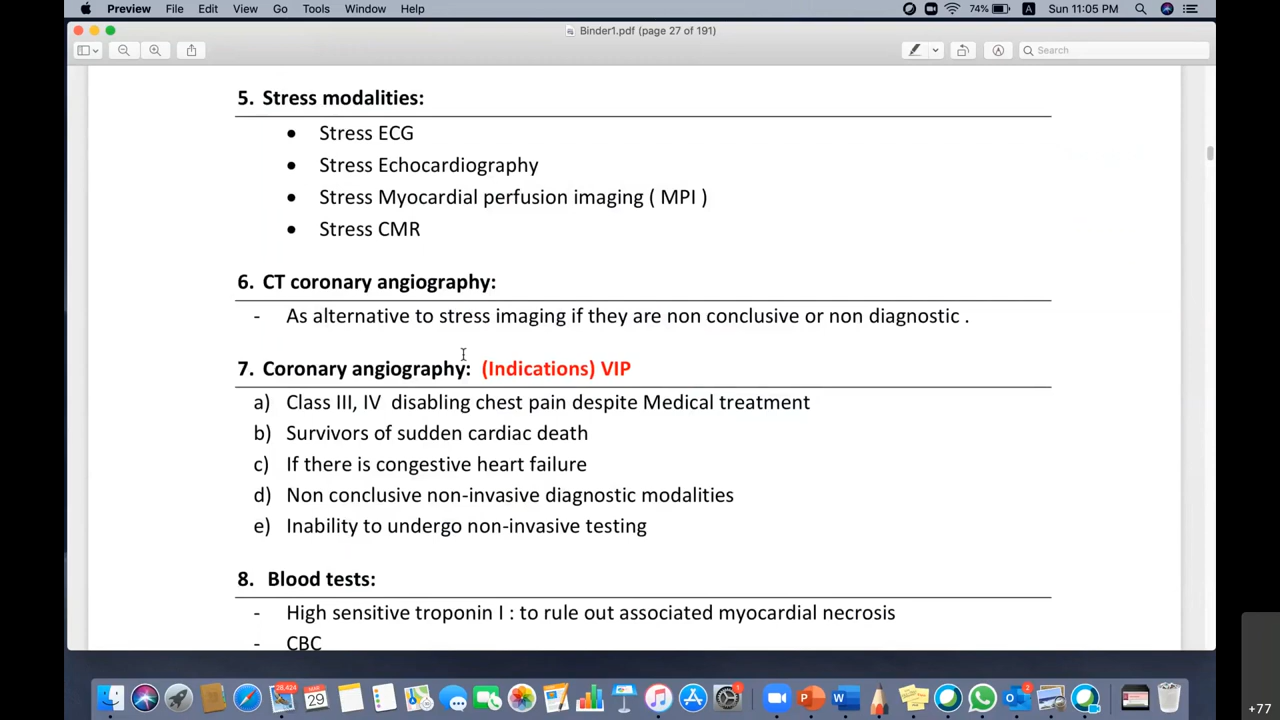 Preview File Edit View Go Tools Window Help 74% A Sun 11:05 PM
Binder1.pdf (page 27 of 191)
Search
5. Stress modalities:
• Stress ECG
• Stress Echocardiography
• Stress Myocardial perfusion imaging ( MPI )
• Stress CMR
6. CT coronary angiography:
- As alternative to stress imaging if they are non conclusive or non diagnostic .
7. Coronary angiography: (Indications) VIP
a) Class III, IV disabling chest pain despite Medical treatment
b) Survivors of sudden cardiac death
c) If there is congestive heart failure
d) Non conclusive non-invasive diagnostic modalities
e) Inability to undergo non-invasive testing
8. Blood tests:
- High sensitive troponin I : to rule out associated myocardial necrosis
- CBC
26,424 29 1 P W 2
+77